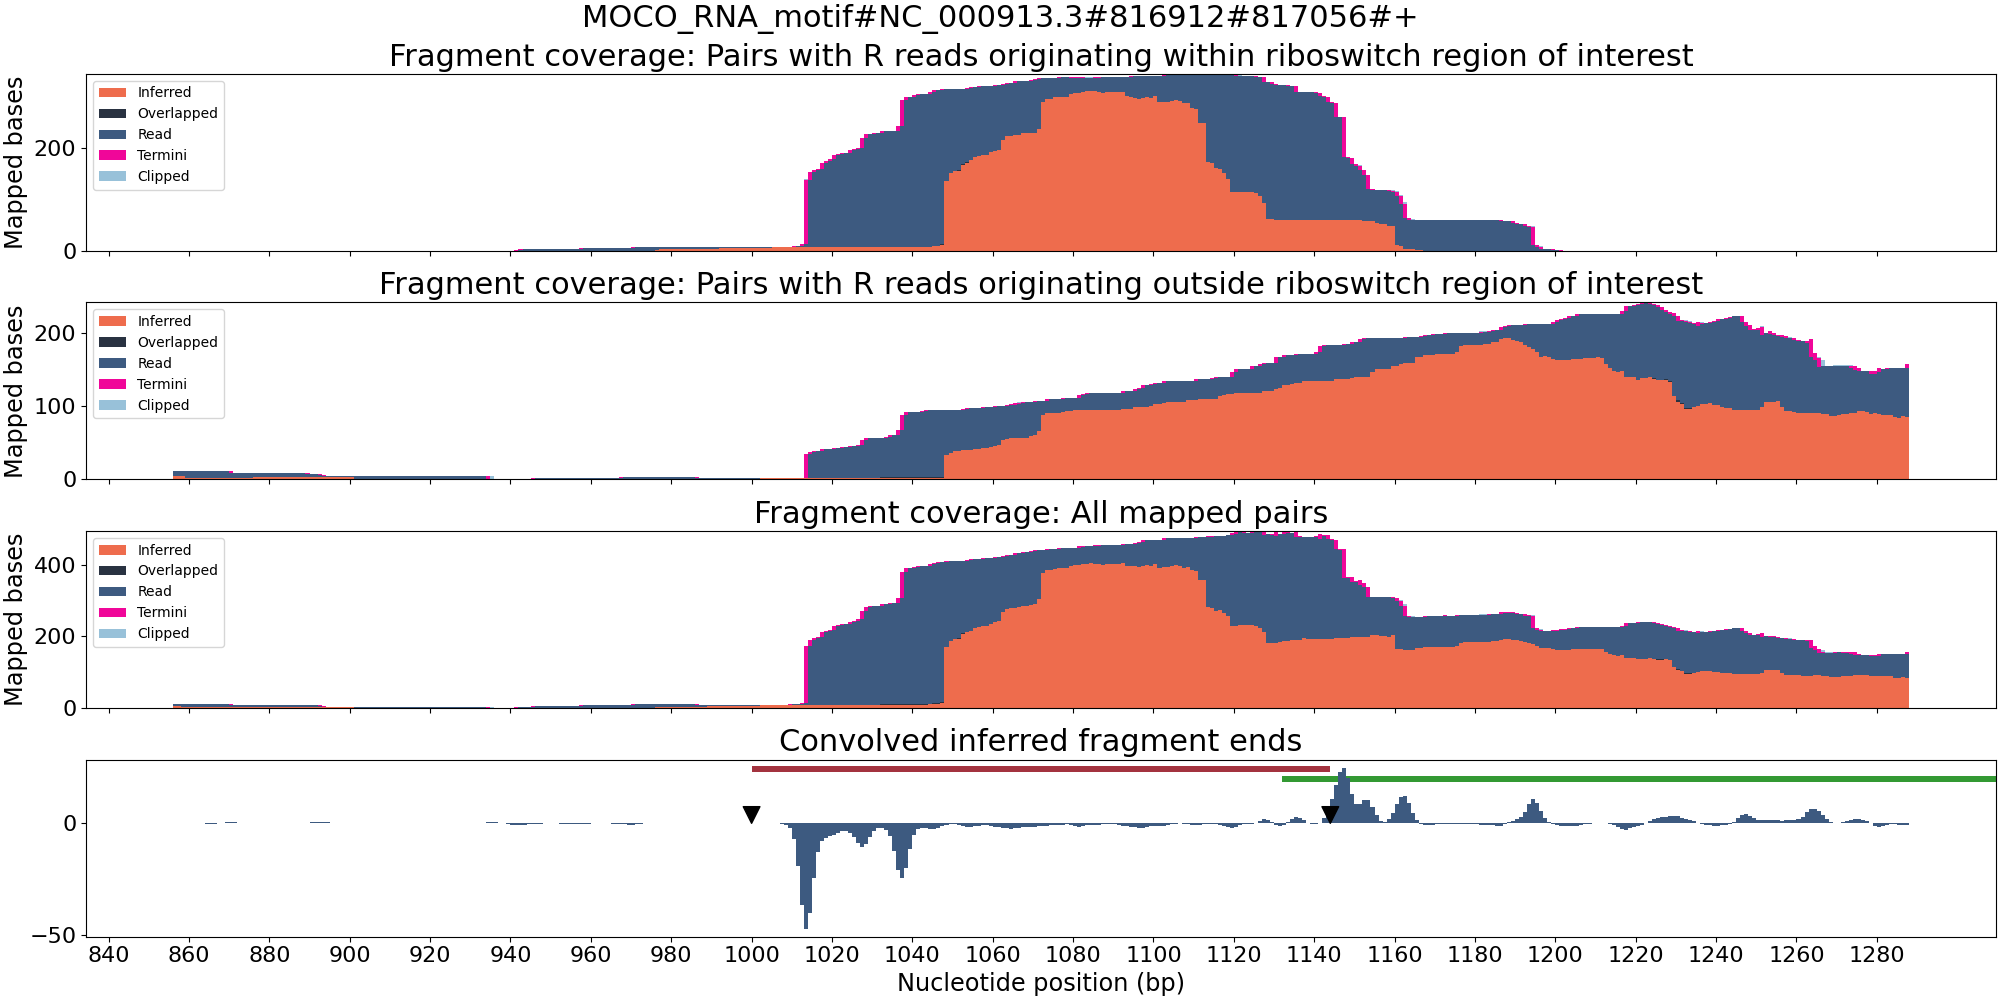 MOCO_RNA_motif#NC_000913.3#816912#817056#+
Fragment coverage: Pairs with R reads originating within riboswitch region of interest
Mapped bases
200
0
Inferred
Overlapped
Read
Termini
Clipped
Fragment coverage: Pairs with R reads originating outside riboswitch region of interest
Mapped bases
200
100
0
Inferred
Overlapped
Read
Termini
Clipped
Fragment coverage: All mapped pairs
Mapped bases
400
200
0
Inferred
Overlapped
Read
Termini
Clipped
Convolved inferred fragment ends
0
−50
840 860 880 900 920 940 960 980 1000 1020 1040 1060 1080 1100 1120 1140 1160 1180 1200 1220 1240 1260 1280
Nucleotide position (bp)